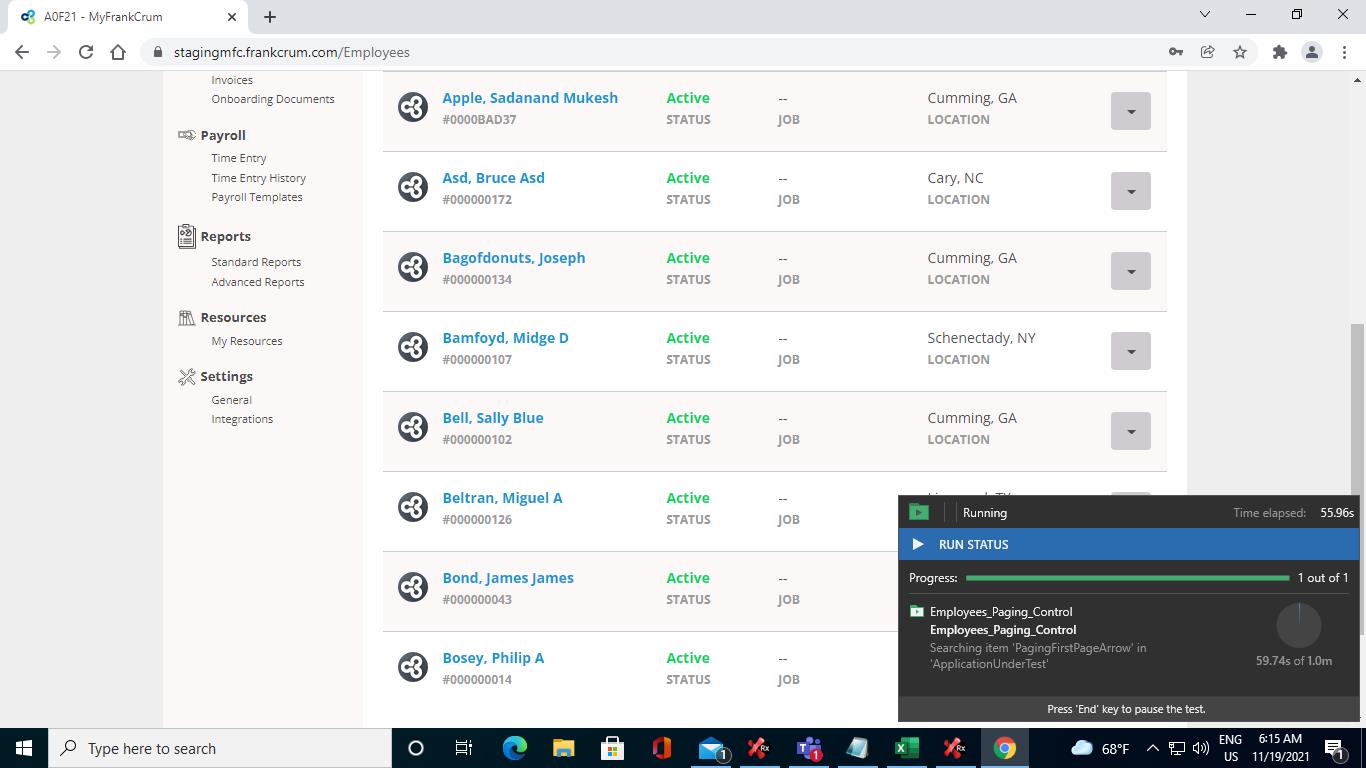 A0F21 - MyFrankCrum
stagingmfc.frankcrum.com/Employees
Invoices
Onboarding Documents
Payroll
Time Entry
Time Entry History
Payroll Templates
Reports
Standard Reports
Advanced Reports
Resources
My Resources
Settings
General
Integrations
Apple, Sadanand Mukesh Active -- Cumming, GA
#0000BAD37 STATUS JOB LOCATION
Asd, Bruce Asd Active -- Cary, NC
#000000172 STATUS JOB LOCATION
Bagofdonuts, Joseph Active -- Cumming, GA
#000000134 STATUS JOB LOCATION
Bamfoyd, Midge D Active -- Schenectady, NY
#000000107 STATUS JOB LOCATION
Bell, Sally Blue Active -- Cumming, GA
#000000102 STATUS JOB LOCATION
Beltran, Miguel A Active --
#000000126 STATUS JOB
Bond, James James Active --
#000000043 STATUS JOB
Bosey, Philip A Active --
#000000014 STATUS JOB
Running Time elapsed: 55.96s
RUN STATUS
Progress: 1 out of 1
Employees_Paging_Control
Employees_Paging_Control
Searching item 'PagingFirstPageArrow' in
'ApplicationUnderTest'
59.74s of 1.0m
Press 'End' key to pause the test.
Type here to search
1
Rx
1
Rx
68°F
ENG
US
6:15 AM
11/19/2021
1